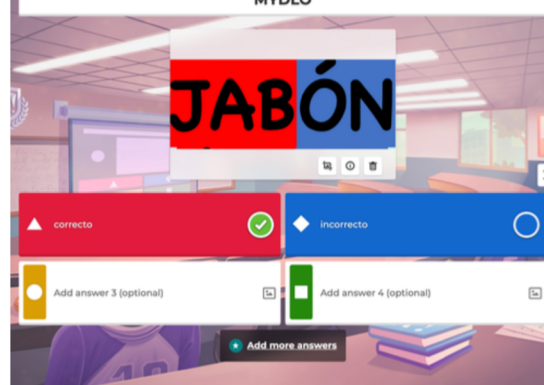 MYDŁO
JABÓN
correcto
incorrecto
Add answer 3 (optional)
Add answer 4 (optional)
Add more answers